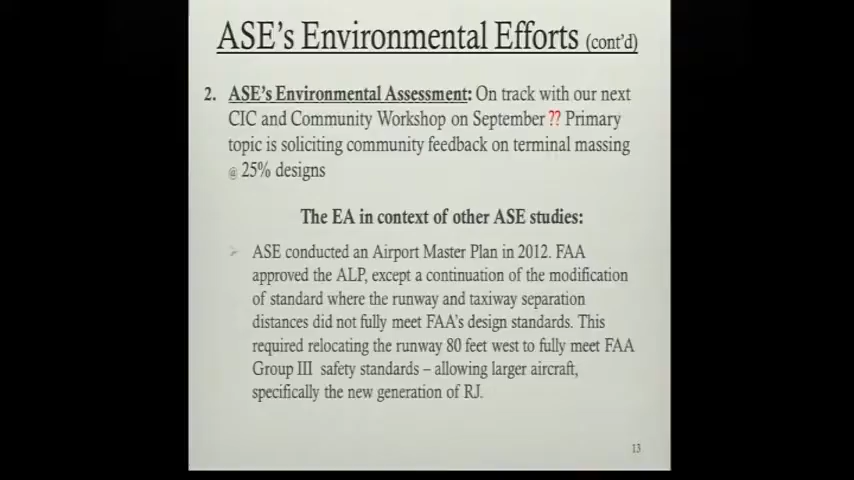 ASE's Environmental Efforts (cont'd)
2. ASE's Environmental Assessment: On track with our next
CIC and Community Workshop on September ?? Primary
topic is soliciting community feedback on terminal massing
@ 25% designs
The EA in context of other ASE studies:
➢ ASE conducted an Airport Master Plan in 2012. FAA
approved the ALP, except a continuation of the modification
of standard where the runway and taxiway separation
distances did not fully meet FAA's design standards. This
required relocating the runway 80 feet west to fully meet FAA
Group III safety standards – allowing larger aircraft,
specifically the new generation of RJ.
13